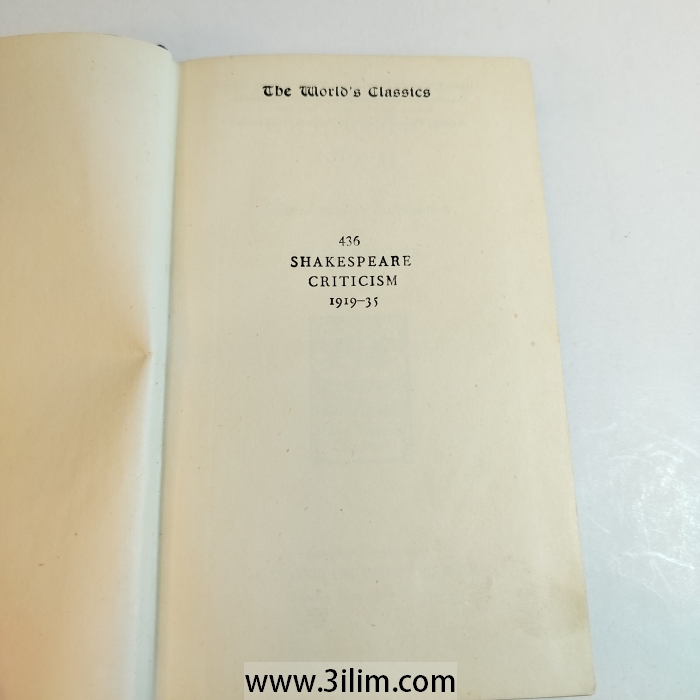 The World's Classics
436
SHAKESPEARE
CRITICISM
1919–35
www.3ilim.com